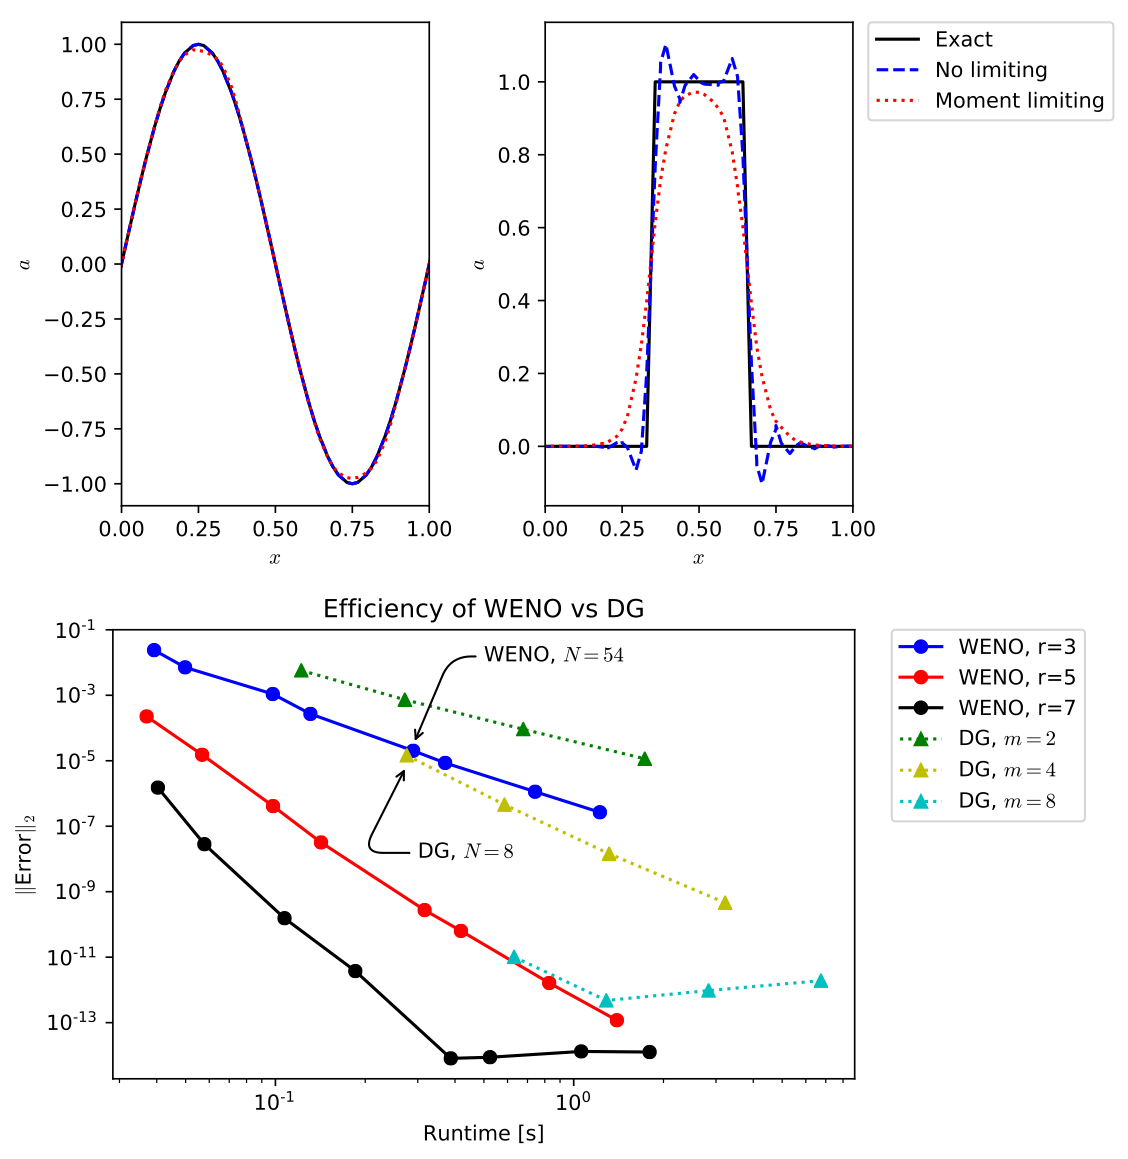 1.00
0.75
0.50
0.25
0.00
−0.25
−0.50
−0.75
−1.00
a
0.00 0.25 0.50 0.75 1.00
x
1.0
0.8
0.6
0.4
0.2
0.0
a
0.00 0.25 0.50 0.75 1.00
x
Exact
No limiting
Moment limiting
Efficiency of WENO vs DG
10⁻¹
10⁻³
10⁻⁵
10⁻⁷
10⁻⁹
10⁻¹¹
10⁻¹³
‖Error‖₂
WENO, N = 54
DG, N = 8
10⁻¹ 10⁰
Runtime [s]
WENO, r=3
WENO, r=5
WENO, r=7
DG, m = 2
DG, m = 4
DG, m = 8